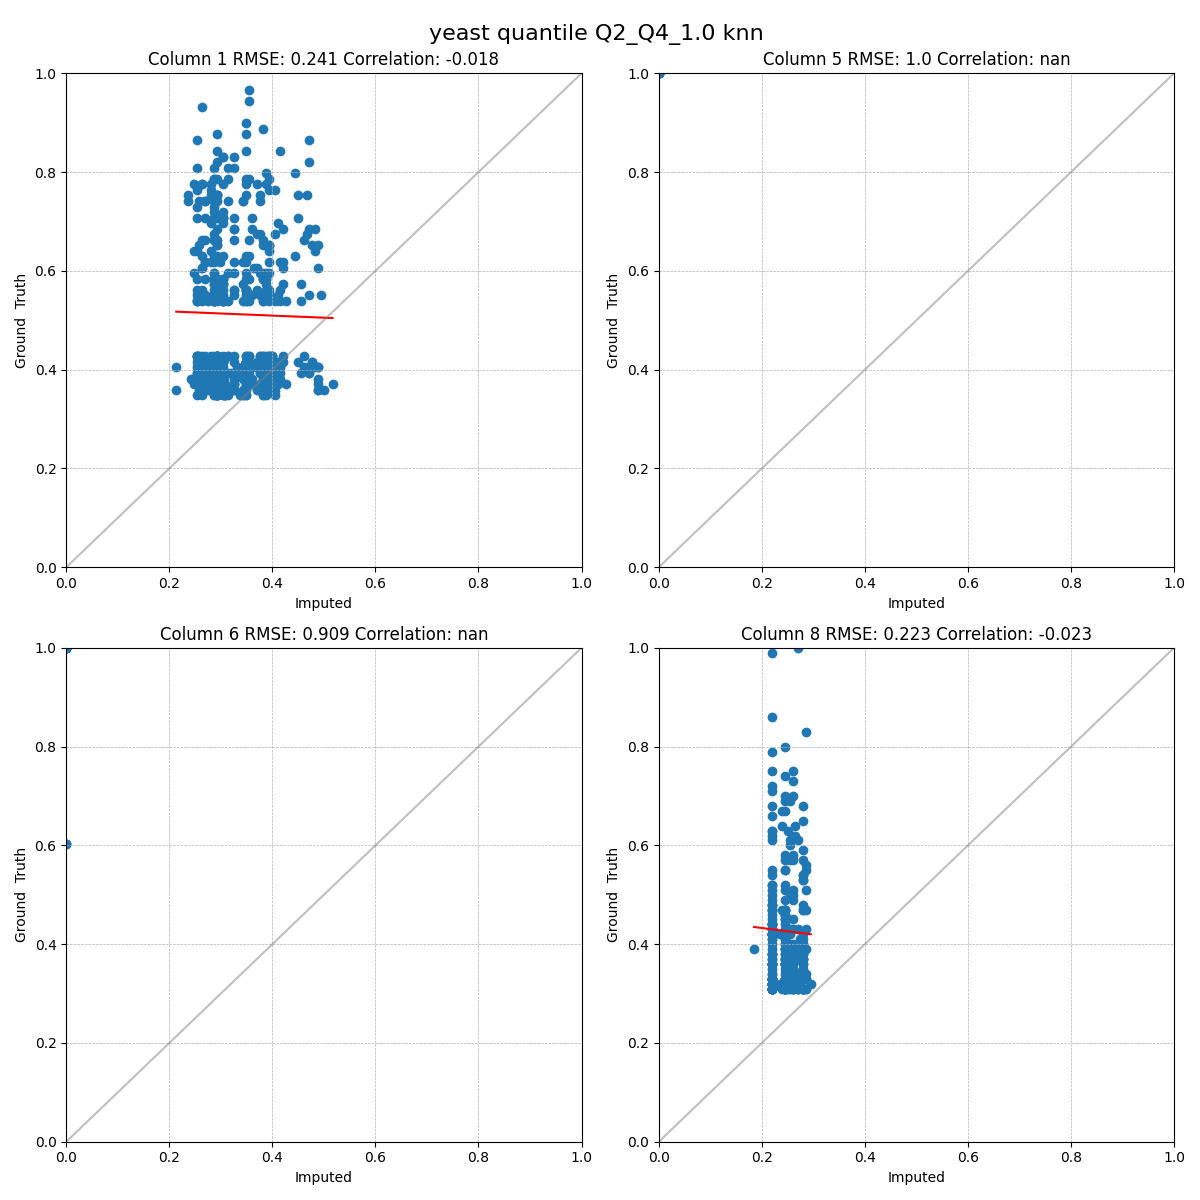 yeast quantile Q2_Q4_1.0 knn
Column 1 RMSE: 0.241 Correlation: -0.018
1.0
0.8
0.6
0.4
0.2
0.0
Ground Truth
0.0 0.2 0.4 0.6 0.8 1.0
Imputed
Column 5 RMSE: 1.0 Correlation: nan
1.0
0.8
0.6
0.4
0.2
0.0
Ground Truth
0.0 0.2 0.4 0.6 0.8 1.0
Imputed
Column 6 RMSE: 0.909 Correlation: nan
1.0
0.8
0.6
0.4
0.2
0.0
Ground Truth
0.0 0.2 0.4 0.6 0.8 1.0
Imputed
Column 8 RMSE: 0.223 Correlation: -0.023
1.0
0.8
0.6
0.4
0.2
0.0
Ground Truth
0.0 0.2 0.4 0.6 0.8 1.0
Imputed